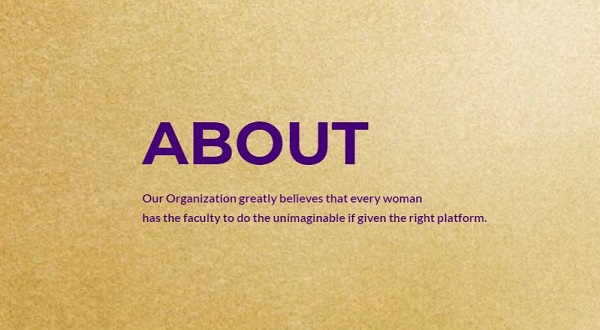 ABOUT
Our Organization greatly believes that every woman
has the faculty to do the unimaginable if given the right platform.